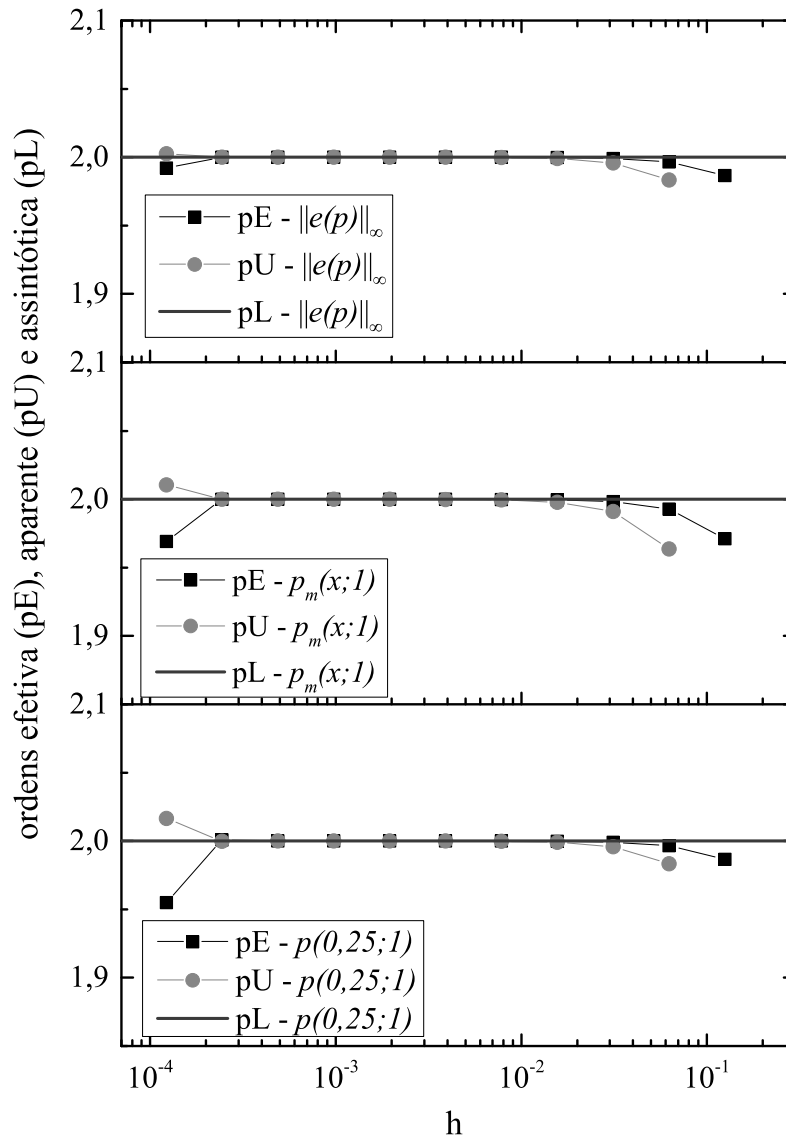 ordens efetiva (pE), aparente (pU) e assintótica (pL)
2,1
2,0
1,9
pE - ||e(p)||∞
pU - ||e(p)||∞
pL - ||e(p)||∞
2,1
2,0
1,9
pE - pₘ(x;1)
pU - pₘ(x;1)
pL - pₘ(x;1)
2,1
2,0
1,9
pE - p(0,25;1)
pU - p(0,25;1)
pL - p(0,25;1)
10⁻⁴ 10⁻³ 10⁻² 10⁻¹
h